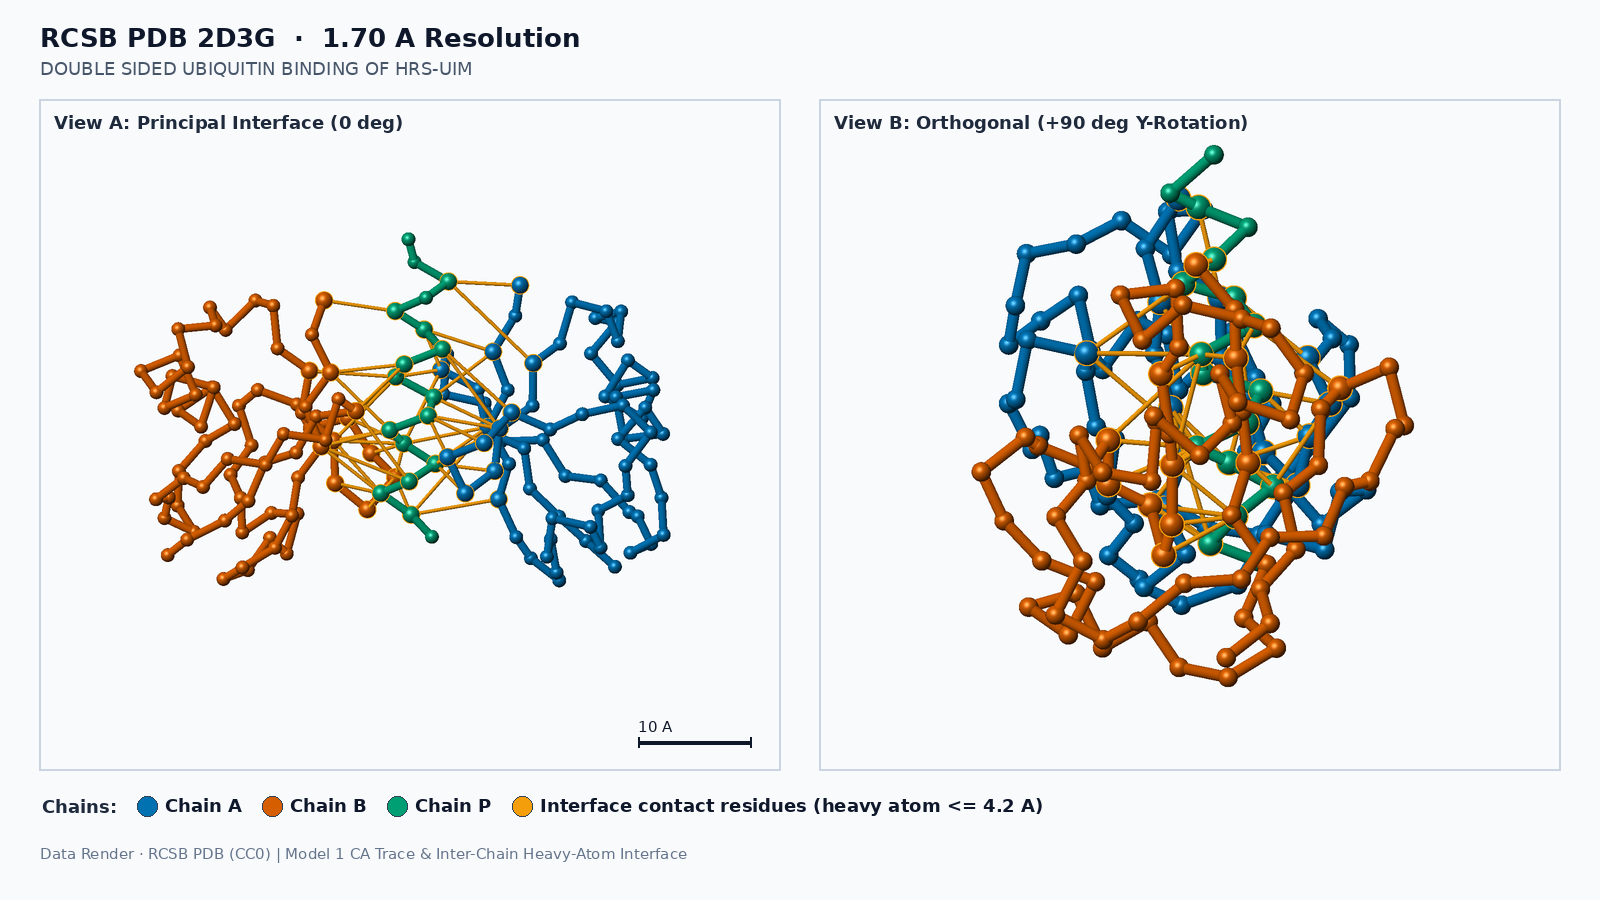 RCSB PDB 2D3G · 1.70 A Resolution
DOUBLE SIDED UBIQUITIN BINDING OF HRS-UIM
View A: Principal Interface (0 deg)
View B: Orthogonal (+90 deg Y-Rotation)
10 A
Chains: Chain A Chain B Chain P Interface contact residues (heavy atom <= 4.2 A)
Data Render · RCSB PDB (CC0) | Model 1 CA Trace & Inter-Chain Heavy-Atom Interface